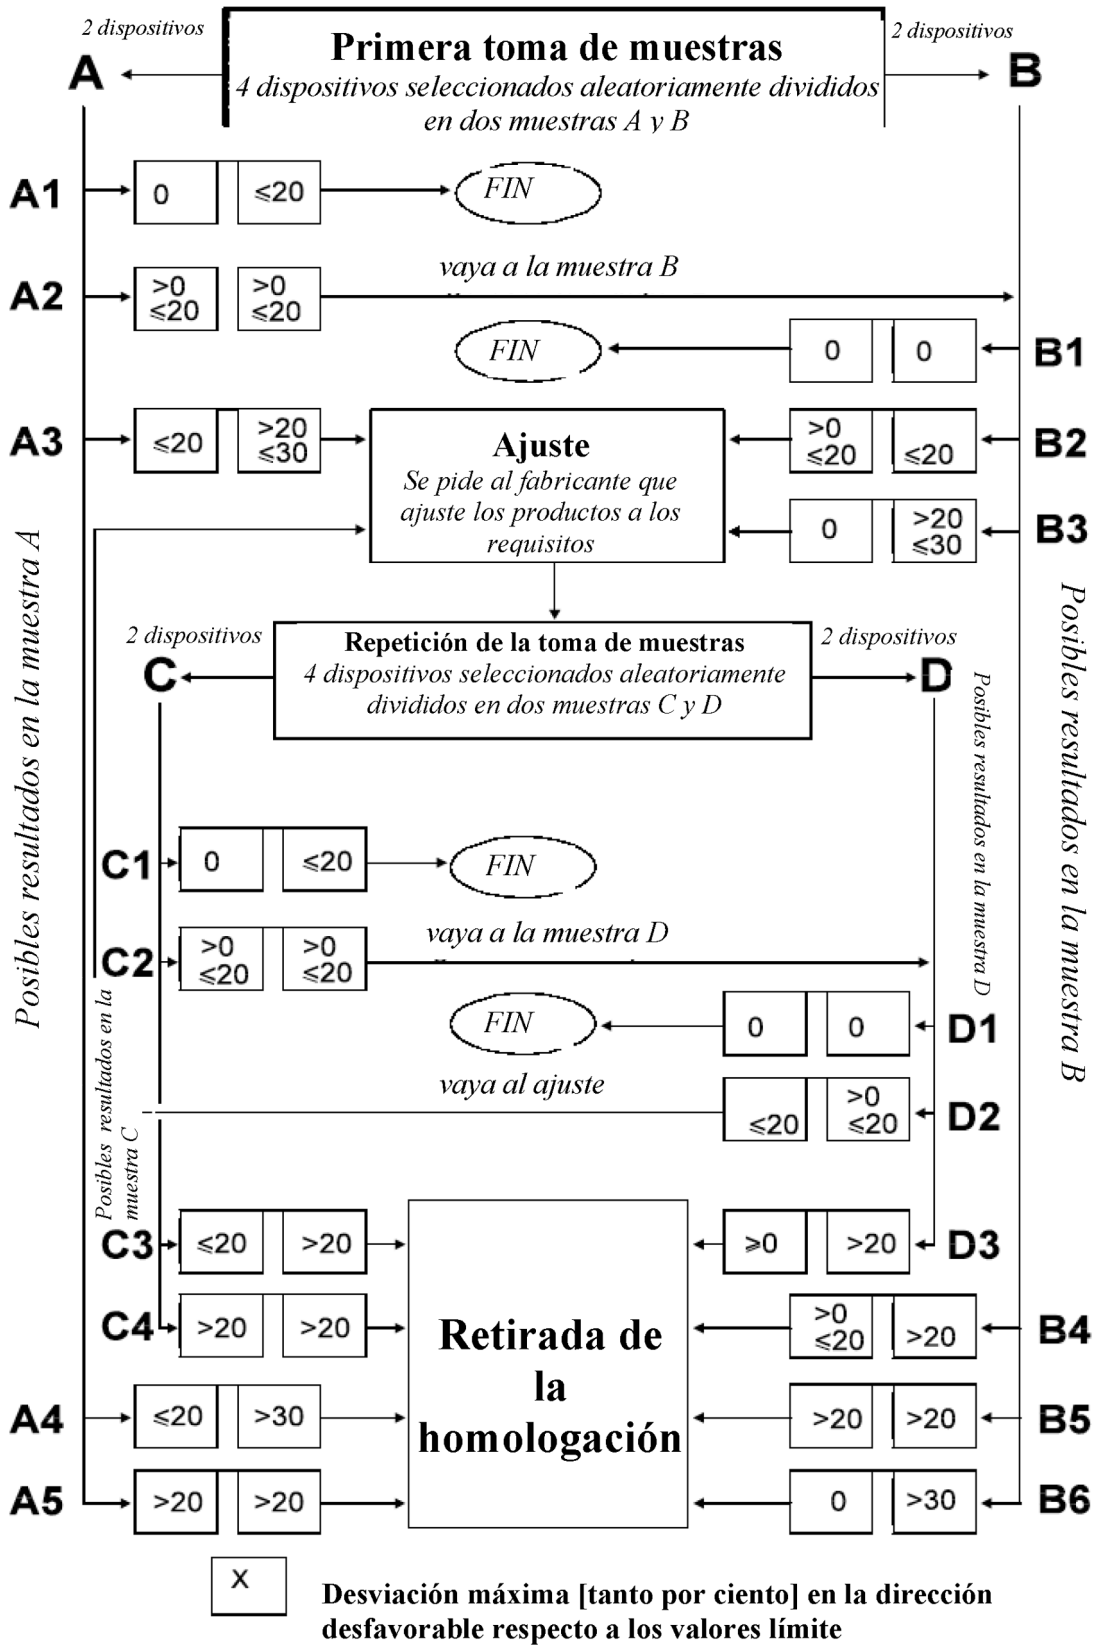 2 dispositivos
Primera toma de muestras
2 dispositivos
A
4 dispositivos seleccionados aleatoriamente divididos
B
en dos muestras A y B
A1
0
≤20
FIN
vaya a la muestra B
A2
>0
≤20
>0
≤20
FIN
0
0
B1
A3
≤20
>20
≤30
Ajuste
Se pide al fabricante que
ajuste los productos a los
requisitos
>0
≤20
≤20
B2
0
>20
≤30
B3
Posibles resultados en la muestra A
Posibles resultados en la muestra B
2 dispositivos
Repetición de la toma de muestras
2 dispositivos
C
4 dispositivos seleccionados aleatoriamente
D
divididos en dos muestras C y D
Posibles resultados en la muestra D
C1
0
≤20
FIN
vaya a la muestra D
C2
>0
≤20
>0
≤20
FIN
0
0
D1
Posibles resultados en la
muestra C
vaya al ajuste
≤20
>0
≤20
D2
C3
≤20
>20
Retirada de
la
homologación
≥0
>20
D3
C4
>20
>20
>0
≤20
>20
B4
A4
≤20
>30
>20
>20
B5
A5
>20
>20
0
>30
B6
X
Desviación máxima [tanto por ciento] en la dirección
desfavorable respecto a los valores límite